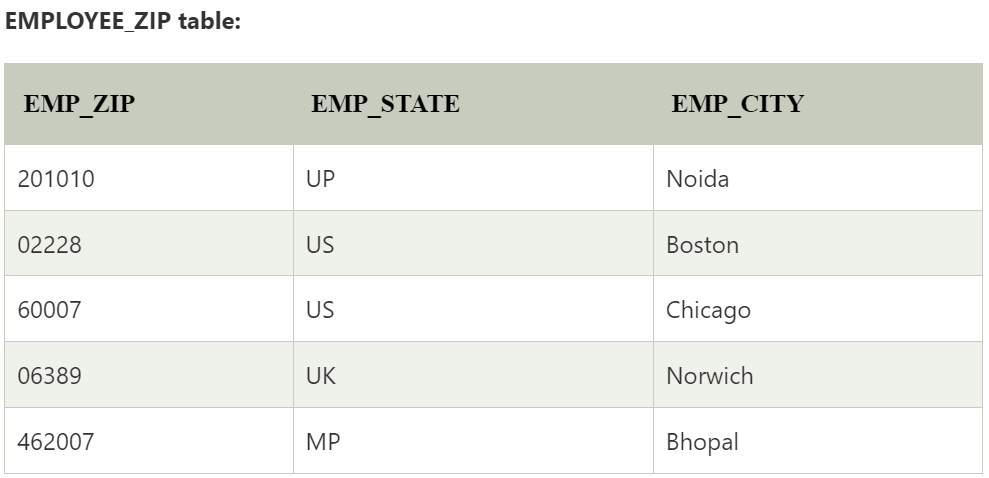 EMPLOYEE_ZIP table:
EMP_ZIP EMP_STATE EMP_CITY
201010 UP Noida
02228 US Boston
60007 US Chicago
06389 UK Norwich
462007 MP Bhopal